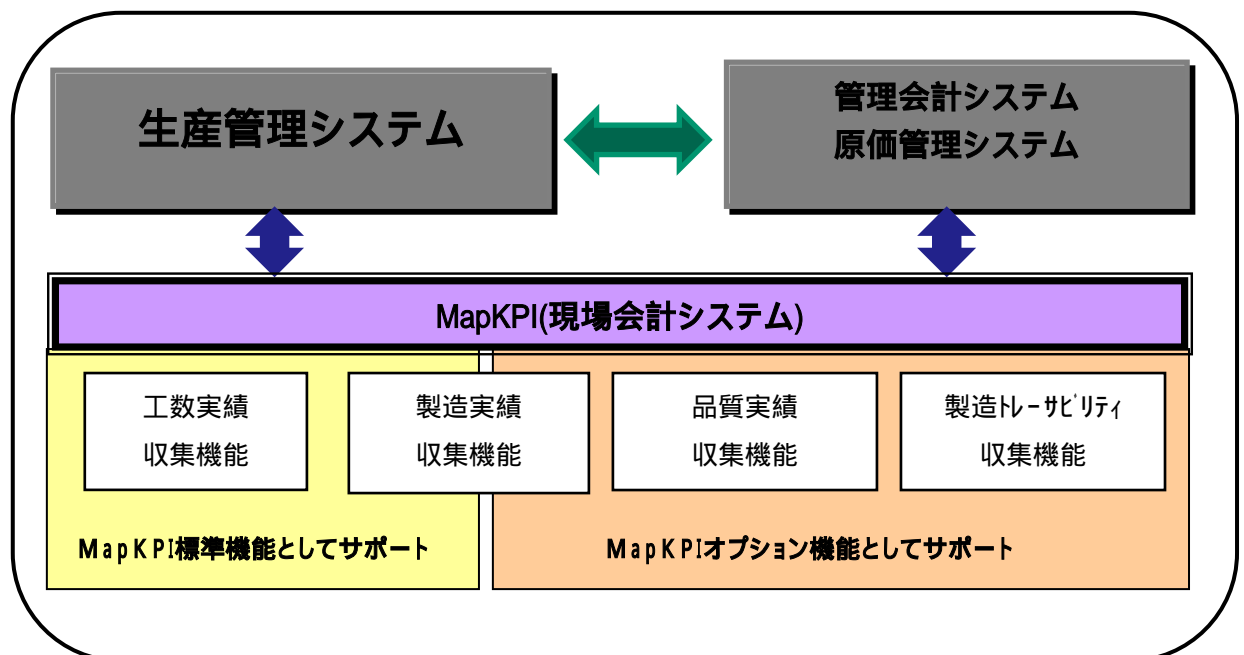 生産管理システム
管理会計システム
原価管理システム
MapKPI(現場会計システム)
工数実績
収集機能
製造実績
収集機能
品質実績
収集機能
製造ﾄﾚｰｻﾋﾞﾘﾃｨ
収集機能
ＭａｐＫＰI標準機能としてサポート
ＭａｐＫＰIオプション機能としてサポート